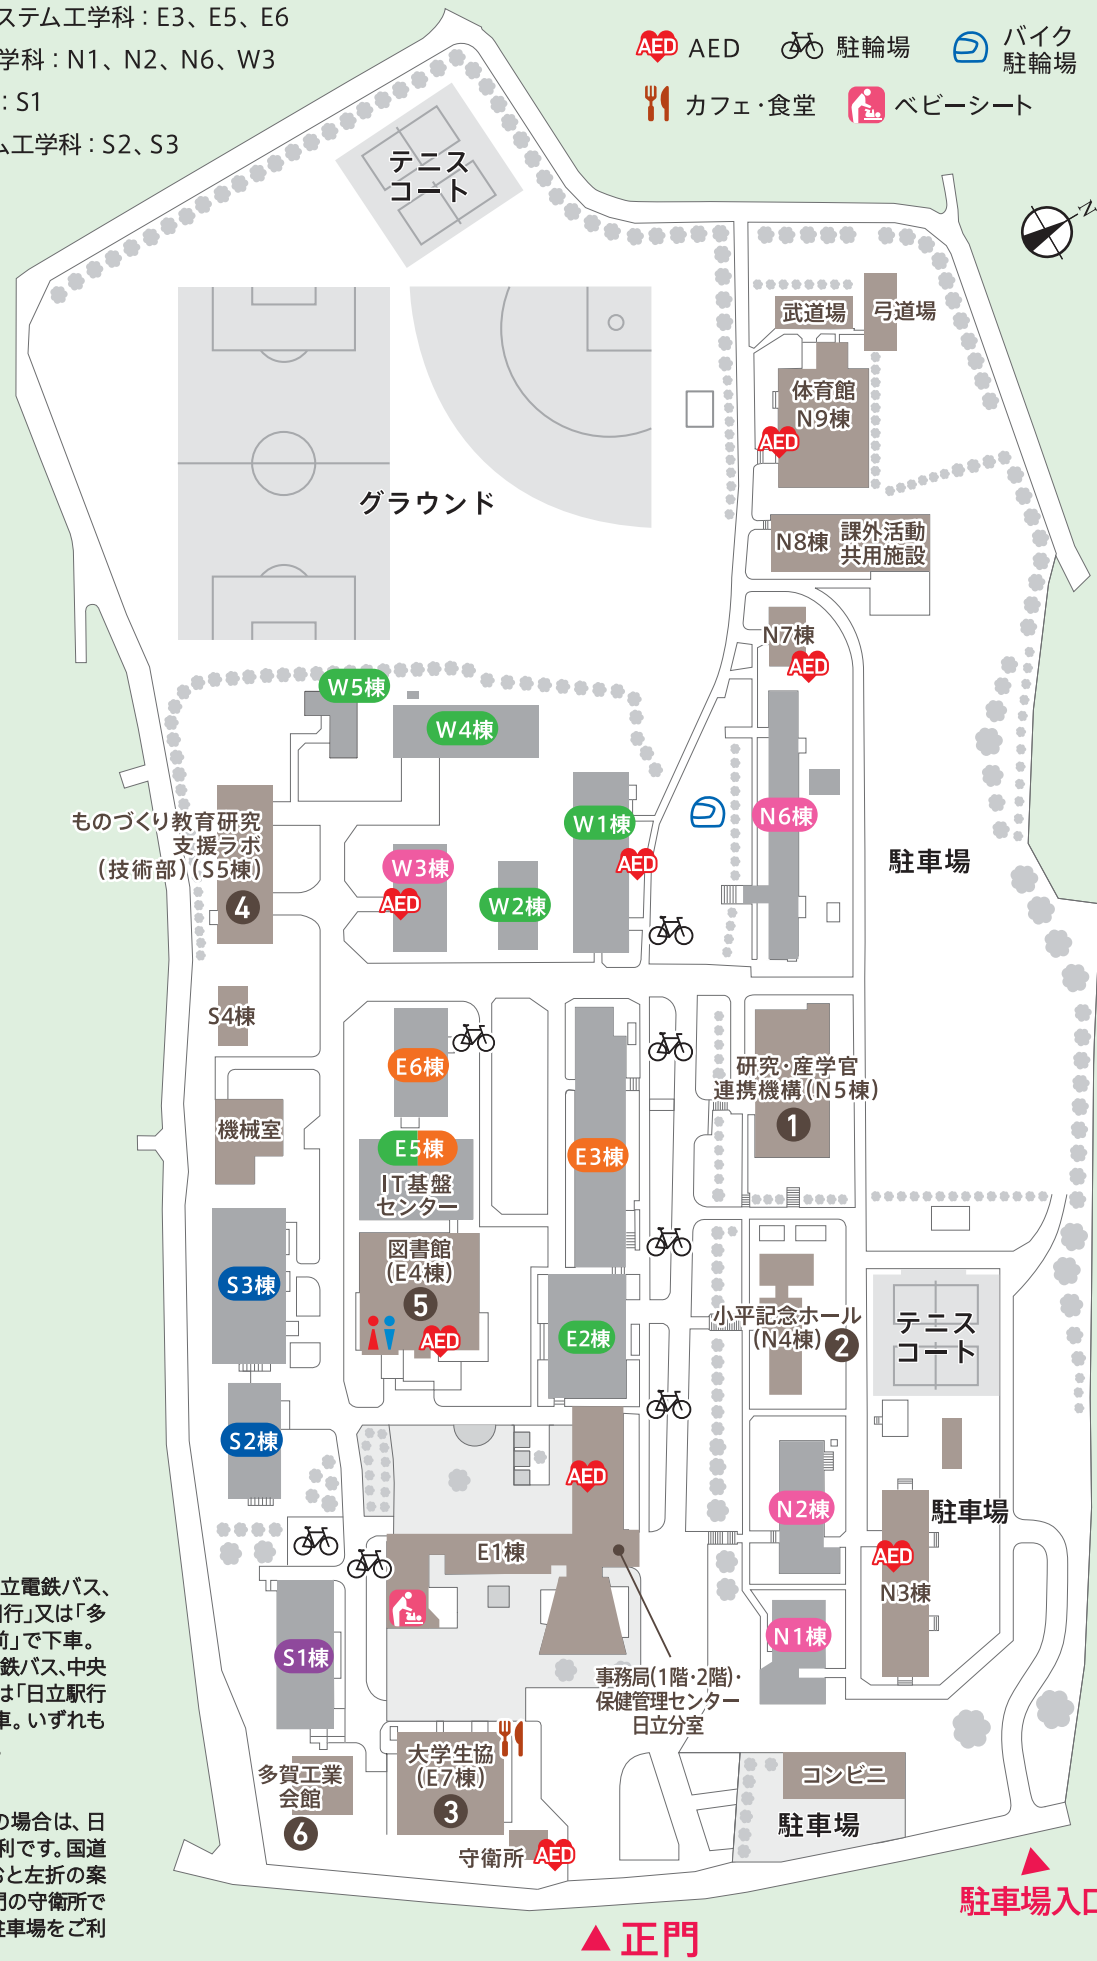 ステム工学科：E3、E5、E6
学科：N1、N2、N6、W3
：S1
ム工学科：S2、S3
AED
駐輪場
バイク
駐輪場
カフェ・食堂
ベビーシート
N
テニス
コート
武道場
弓道場
体育館
N9棟
AED
グラウンド
N8棟
課外活動
共用施設
N7棟
AED
W5棟
W4棟
W1棟
AED
N6棟
ものづくり教育研究
支援ラボ
(技術部)(S5棟)
4
W3棟
AED
W2棟
駐車場
S4棟
E6棟
研究・産学官
連携機構(N5棟)
1
機械室
E5棟
IT基盤
センター
E3棟
図書館
(E4棟)
5
AED
S3棟
E2棟
小平記念ホール
(N4棟)
2
テニス
コート
S2棟
AED
N2棟
駐車場
E1棟
AED
N3棟
S1棟
N1棟
事務局(1階・2階)・
保健管理センター
日立分室
大学生協
(E7棟)
3
多賀工業
会館
6
コンビニ
駐車場
守衛所
AED
立電鉄バス、
行」又は「多
前」で下車。
鉄バス、中央
は「日立駅行
車。いずれも
の場合は、日
利です。国道
むと左折の案
門の守衛所で
駐車場をご利
駐車場入口
正門